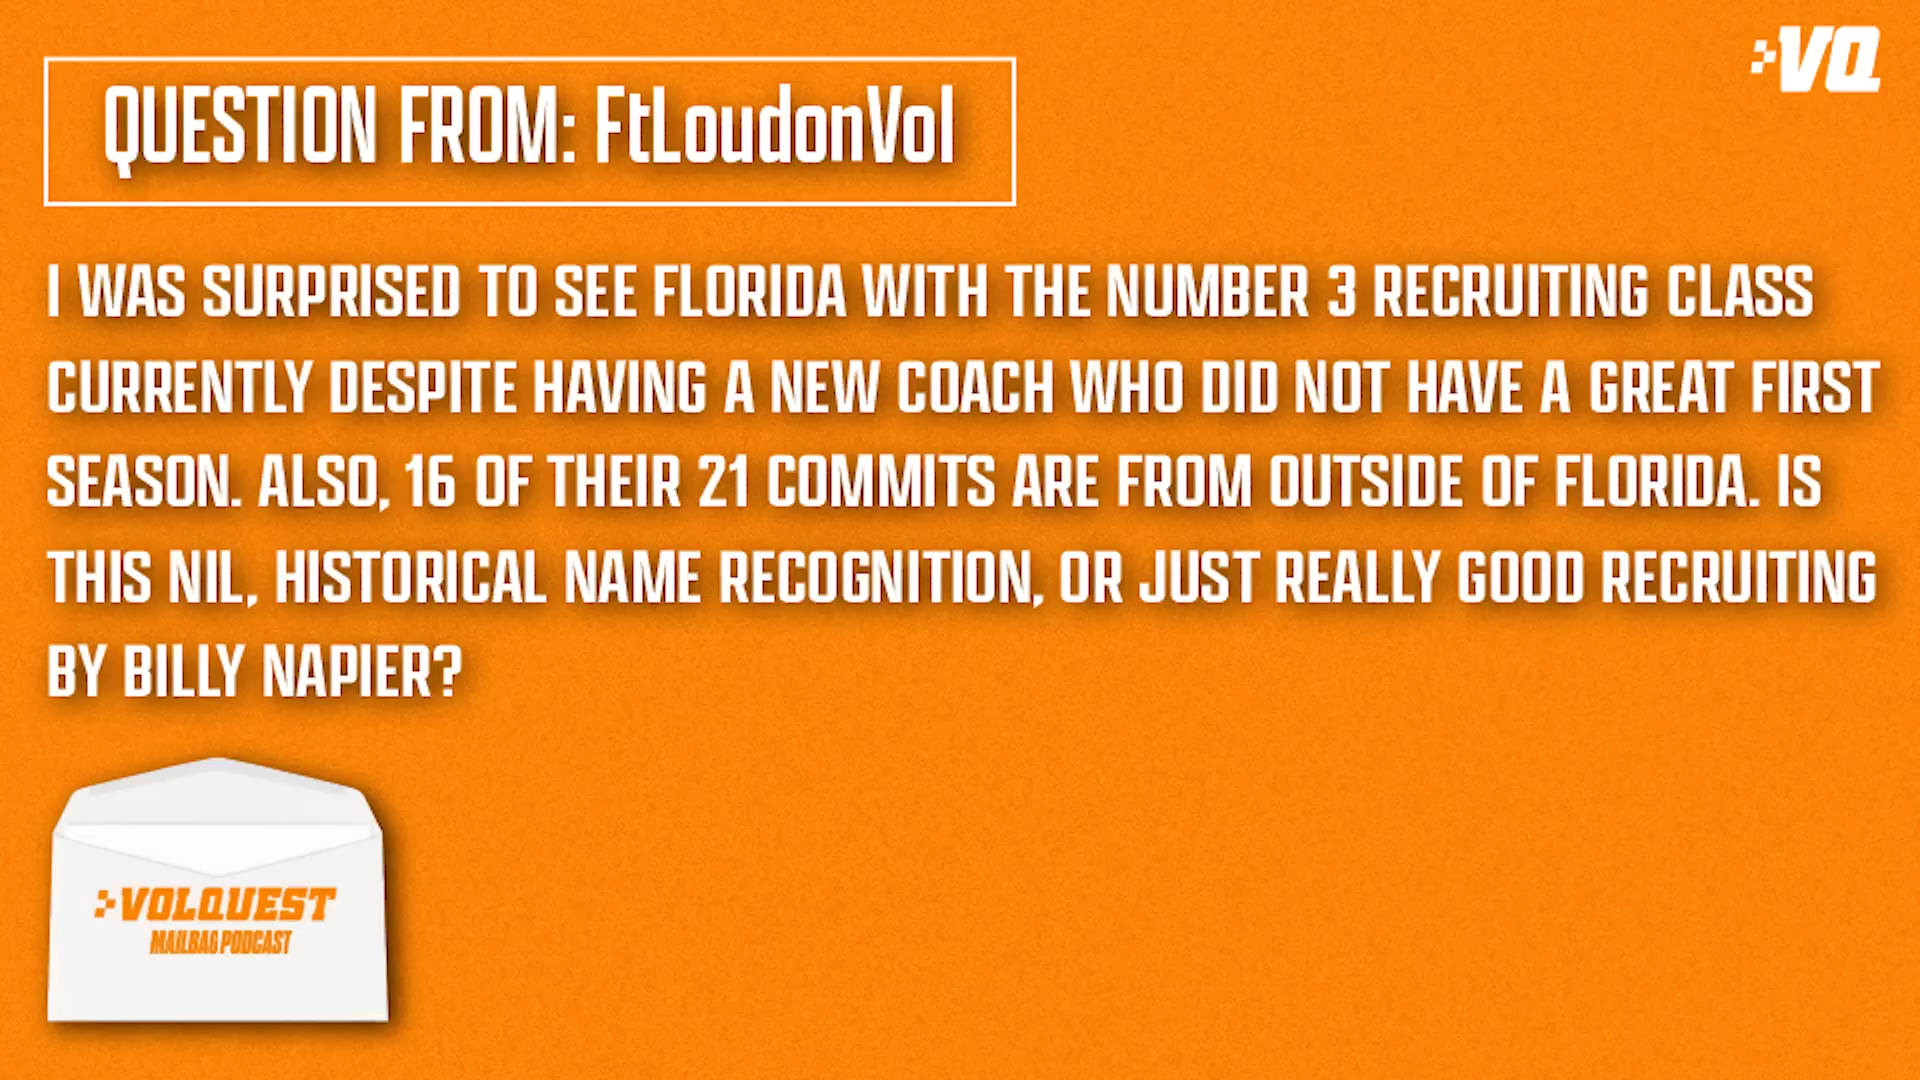 VQ
QUESTION FROM: FtLoudonVol
I WAS SURPRISED TO SEE FLORIDA WITH THE NUMBER 3 RECRUITING CLASS
CURRENTLY DESPITE HAVING A NEW COACH WHO DID NOT HAVE A GREAT FIRST
SEASON. ALSO, 16 OF THEIR 21 COMMITS ARE FROM OUTSIDE OF FLORIDA. IS
THIS NIL, HISTORICAL NAME RECOGNITION, OR JUST REALLY GOOD RECRUITING
BY BILLY NAPIER?
VOLQUEST
MAILBAG PODCAST